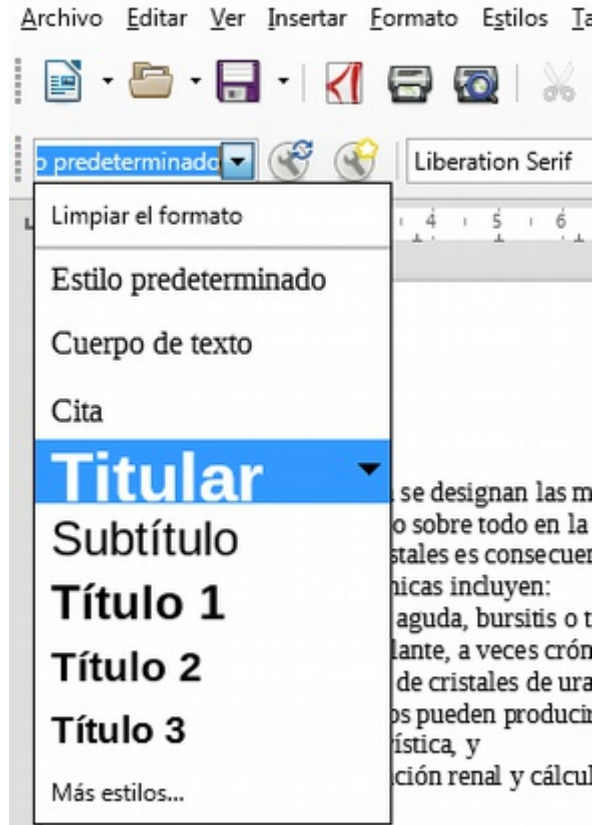 Archivo Editar Ver Insertar Formato Estilos Ta
o predeterminado Liberation Serif
Limpiar el formato
4 5 6
Estilo predeterminado
Cuerpo de texto
Cita
Titular
se designan las m
Subtítulo
o sobre todo en la
stales es consecuen
nicas incluyen:
Título 1
aguda, bursitis o t
lante, a veces crón
Título 2
de cristales de ura
os pueden producir
Título 3
rística, y
Más estilos...
ción renal y cálcul